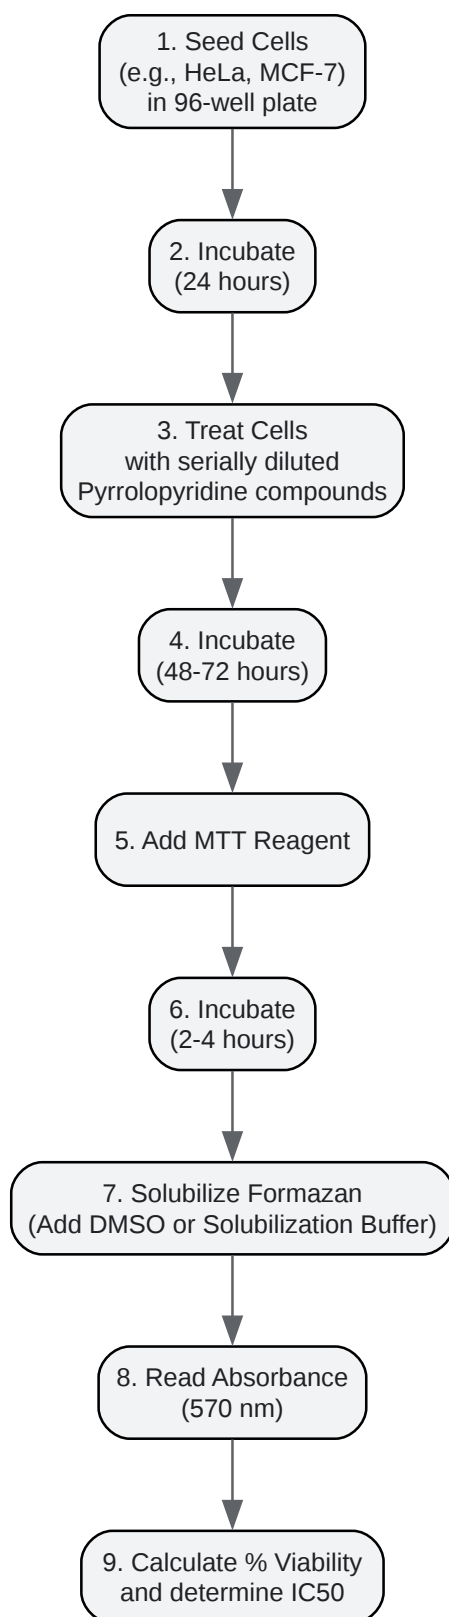 1. Seed Cells
(e.g., HeLa, MCF-7)
in 96-well plate
2. Incubate
(24 hours)
3. Treat Cells
with serially diluted
Pyrrolopyridine compounds
4. Incubate
(48-72 hours)
5. Add MTT Reagent
6. Incubate
(2-4 hours)
7. Solubilize Formazan
(Add DMSO or Solubilization Buffer)
8. Read Absorbance
(570 nm)
9. Calculate % Viability
and determine IC50